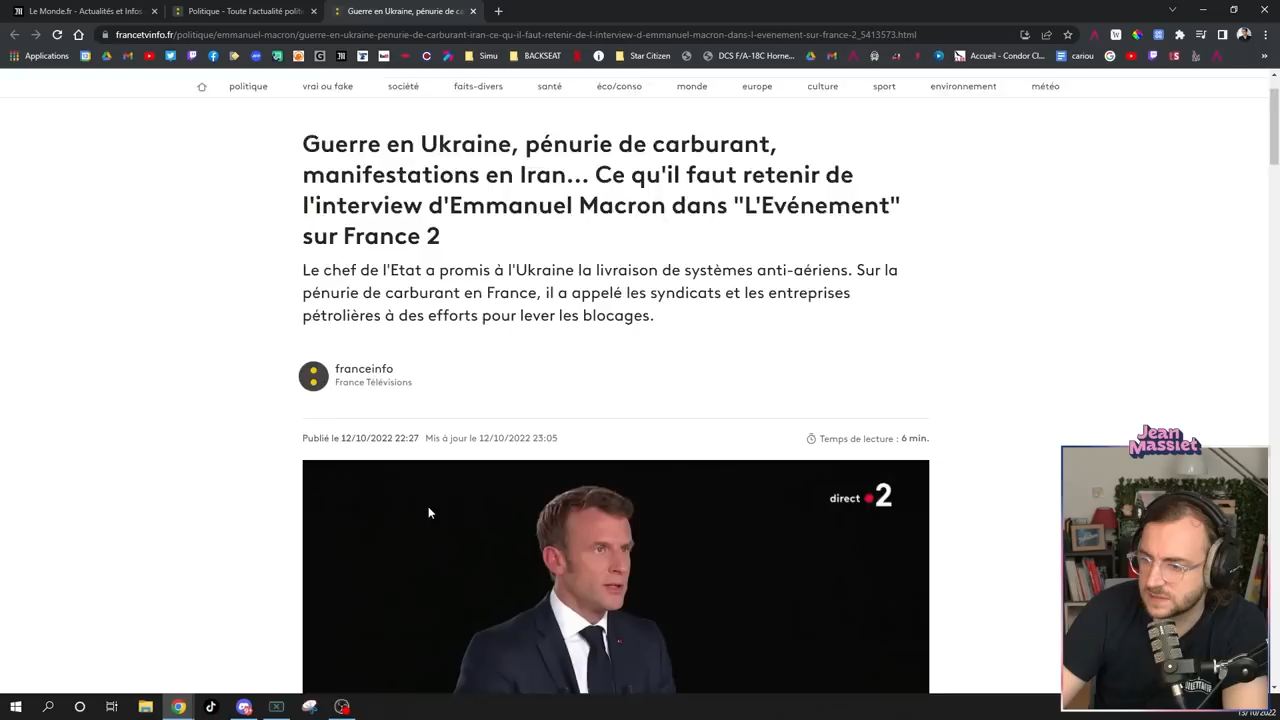 Le Monde.fr - Actualités et Infos
Politique - Toute l'actualité polit
Guerre en Ukraine, pénurie de ca
francetvinfo.fr/politique/emmanuel-macron/guerre-en-ukraine-penurie-de-carburant-iran-ce-qu-il-faut-retenir-de-l-interview-d-emmanuel-macron-dans-l-evenement-sur-france-2_5413573.html
Applications Simu BACKSEAT Star Citizen DCS F/A-18C Horne... Accueil - Condor Cl... cariou
politique vrai ou fake société faits-divers santé éco/conso monde europe culture sport environnement météo
Guerre en Ukraine, pénurie de carburant,
manifestations en Iran... Ce qu'il faut retenir de
l'interview d'Emmanuel Macron dans "L'Evénement"
sur France 2
Le chef de l'Etat a promis à l'Ukraine la livraison de systèmes anti-aériens. Sur la
pénurie de carburant en France, il a appelé les syndicats et les entreprises
pétrolières à des efforts pour lever les blocages.
franceinfo
France Télévisions
Publié le 12/10/2022 22:27 Mis à jour le 12/10/2022 23:05
Temps de lecture : 6 min.
direct 2
Jean
Massiet
13/10/2022